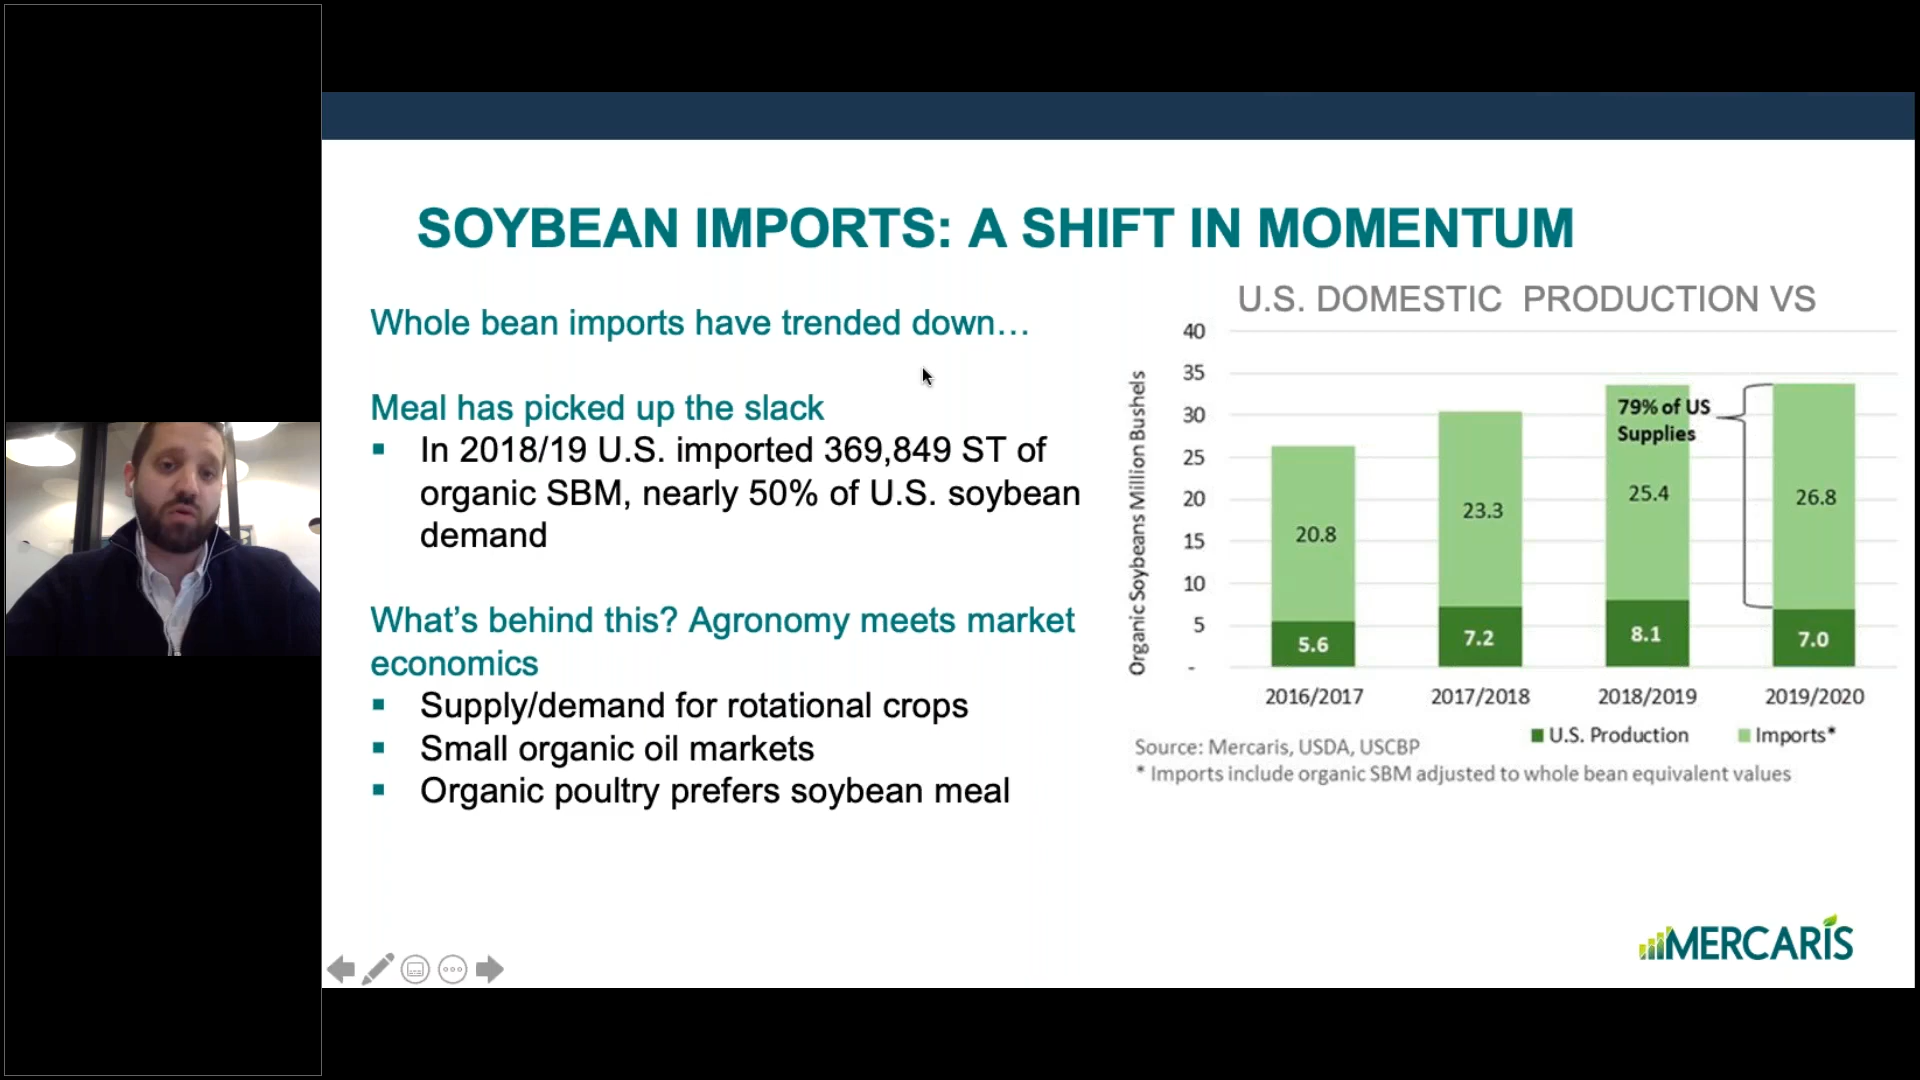 SOYBEAN IMPORTS: A SHIFT IN MOMENTUM
Whole bean imports have trended down…
Meal has picked up the slack
▪ In 2018/19 U.S. imported 369,849 ST of
organic SBM, nearly 50% of U.S. soybean
demand
What’s behind this? Agronomy meets market
economics
▪ Supply/demand for rotational crops
▪ Small organic oil markets
▪ Organic poultry prefers soybean meal
U.S. DOMESTIC PRODUCTION VS
Organic Soybeans Million Bushels
40
35
30
25
20
15
10
5
-
79% of US
Supplies
20.8
23.3
25.4
26.8
5.6
7.2
8.1
7.0
2016/2017
2017/2018
2018/2019
2019/2020
U.S. Production
Imports*
Source: Mercaris, USDA, USCBP
* Imports include organic SBM adjusted to whole bean equivalent values
MERCARIS